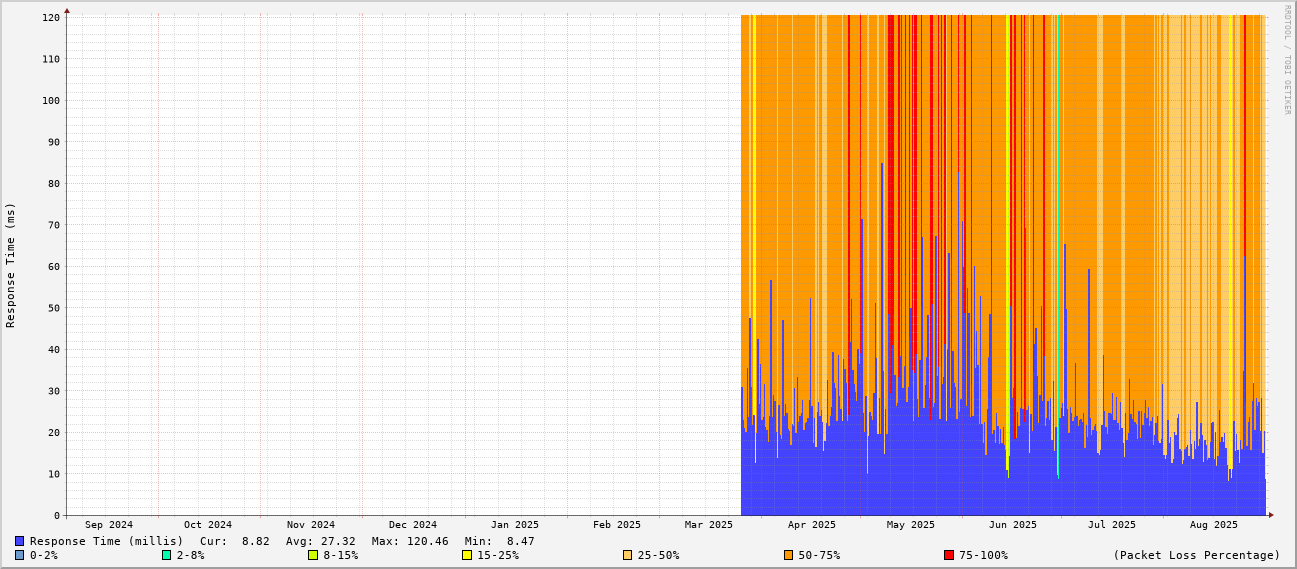 RRDTOOL / TOBI OETIKER
Response Time (ms)
120
110
100
90
80
70
60
50
40
30
20
10
0
Sep 2024 Oct 2024 Nov 2024 Dec 2024 Jan 2025 Feb 2025 Mar 2025 Apr 2025 May 2025 Jun 2025 Jul 2025 Aug 2025
Response Time (millis) Cur: 8.82 Avg: 27.32 Max: 120.46 Min: 8.47
0-2% 2-8% 8-15% 15-25% 25-50% 50-75% 75-100% (Packet Loss Percentage)